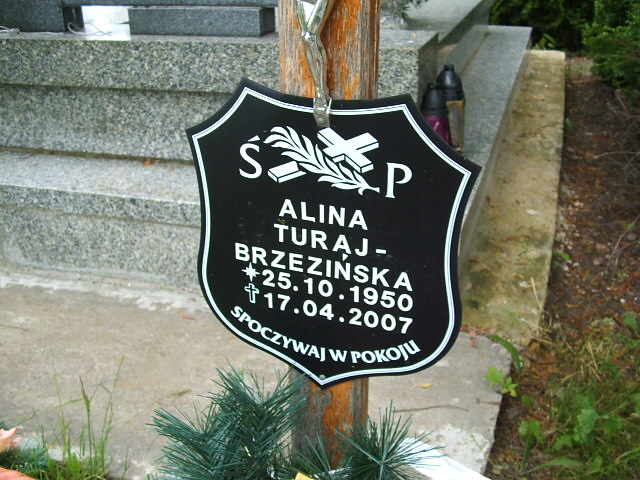 Ś P
ALINA
TURAJ-
BRZEZIŃSKA
25.10.1950
17.04.2007
SPOCZYWAJ W POKOJU